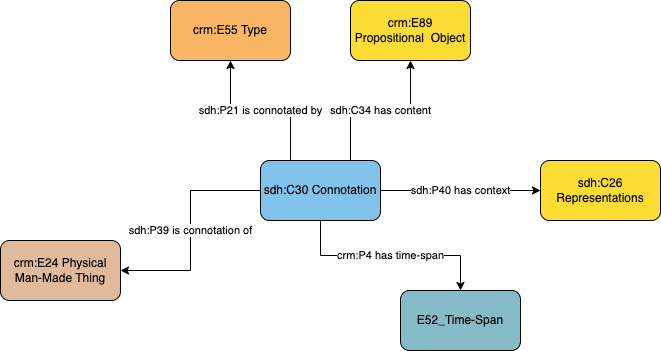 crm:E55 Type
crm:E89
Propositional Object
sdh:P21 is connotated by
sdh:C34 has content
sdh:C30 Connotation
sdh:P40 has context
sdh:C26
Representations
sdh:P39 is connotation of
crm:E24 Physical
Man-Made Thing
crm:P4 has time-span
E52_Time-Span